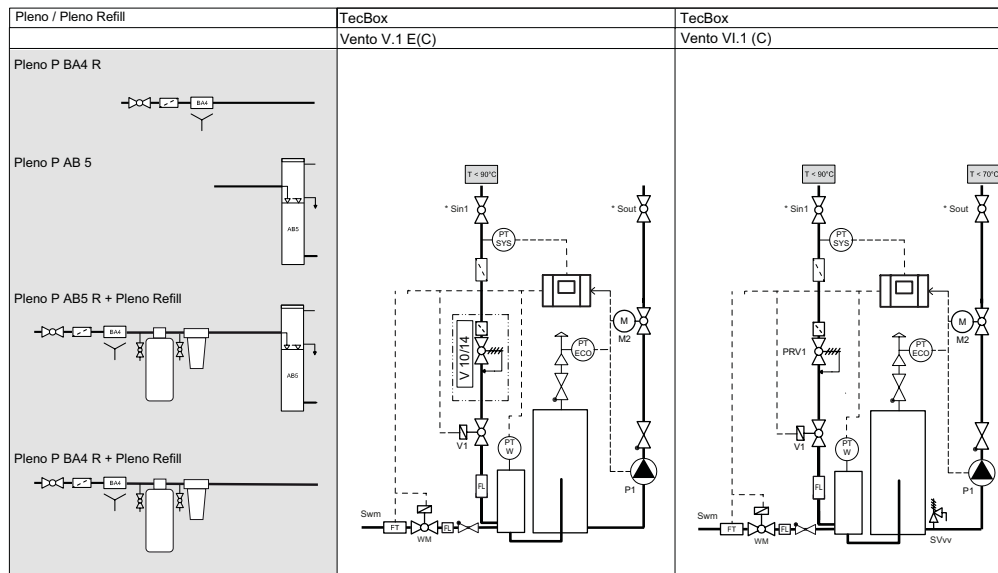 Pleno / Pleno Refill
TecBox
TecBox
Vento V.1 E(C)
Vento VI.1 (C)
Pleno P BA4 R
BA4
Pleno P AB 5
AB5
Pleno P AB5 R + Pleno Refill
BA4
AB5
Pleno P BA4 R + Pleno Refill
BA4
T < 90°C
* Sin1
* Sout
PT
SYS
M
M2
V 10/14
PT
ECO
V1
PT
W
FL
P1
Swm
FT
WM
FL
T < 90°C
T < 70°C
* Sin1
* Sout
PT
SYS
M
M2
PRV1
PT
ECO
V1
PT
W
FL
P1
Swm
FT
WM
FL
SVvv